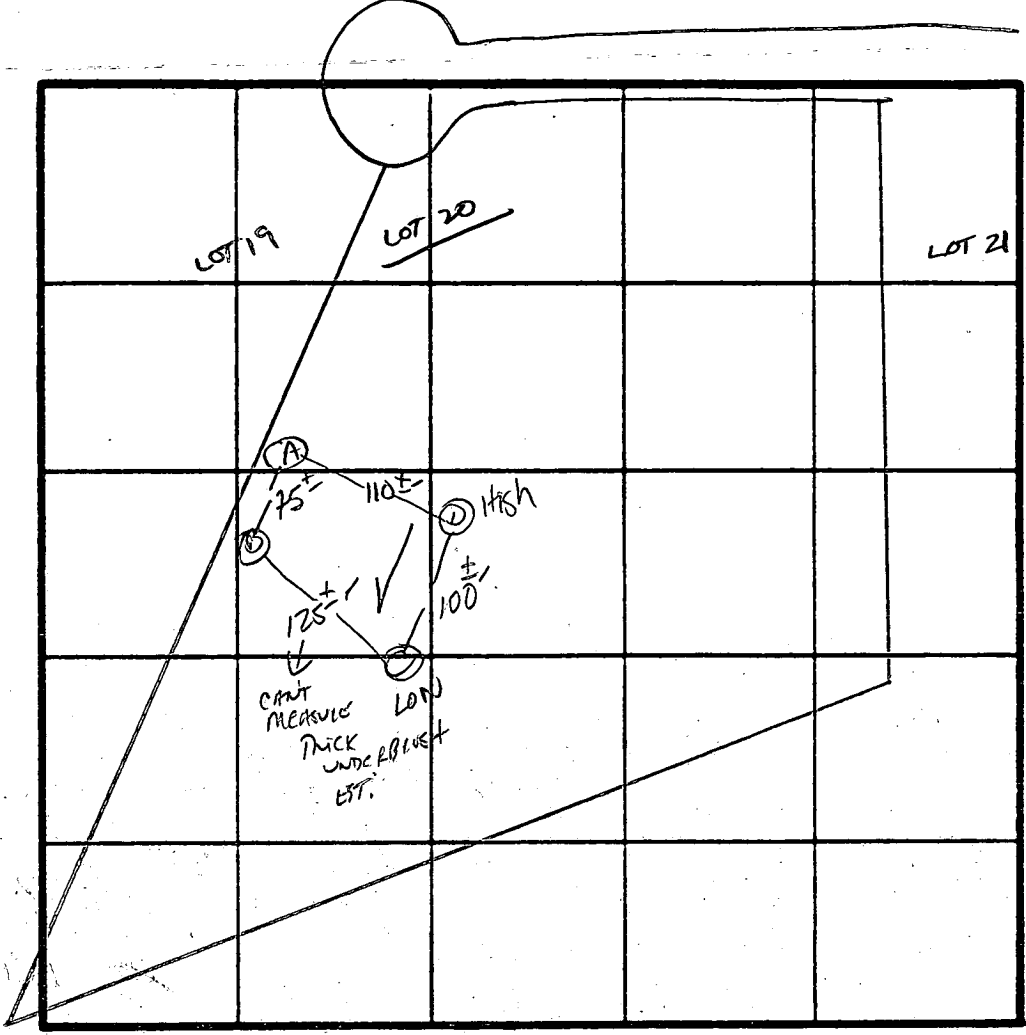 LOT 19
LOT 20
LOT 21
A
75±
110±
D High
B
125±'
100±'
LOW
CAN'T
MEASURE
THICK
UNDERBRUSH
EST.